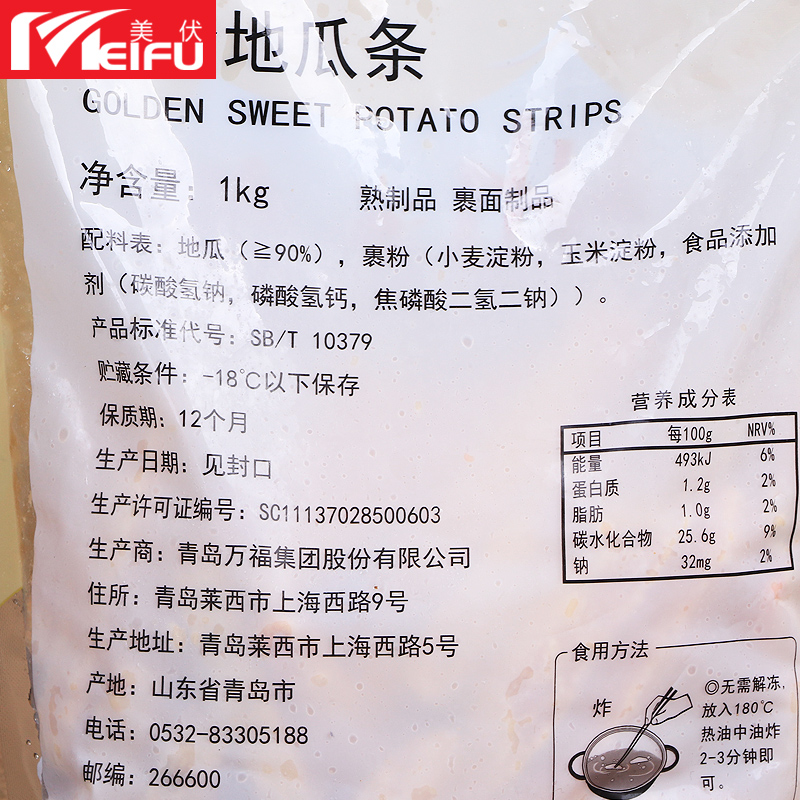 美伏
MEIFU
地瓜条
GOLDEN SWEET POTATO STRIPS
净含量：1kg 熟制品 裹面制品
配料表：地瓜（≧90%），裹粉（小麦淀粉，玉米淀粉，食品添加
剂（碳酸氢钠，磷酸氢钙，焦磷酸二氢二钠））。
产品标准代号：SB/T 10379
贮藏条件：-18℃以下保存
保质期：12个月
生产日期：见封口
生产许可证编号：SC11137028500603
生产商：青岛万福集团股份有限公司
住所：青岛莱西市上海西路9号
生产地址：青岛莱西市上海西路5号
产地：山东省青岛市
电话：0532-83305188
邮编：266600
营养成分表
项目 每100g NRV%
能量 493kJ 6%
蛋白质 1.2g 2%
脂肪 1.0g 2%
碳水化合物 25.6g 9%
钠 32mg 2%
食用方法
炸
◎无需解冻,
放入180℃
热油中油炸
2-3分钟即
可。